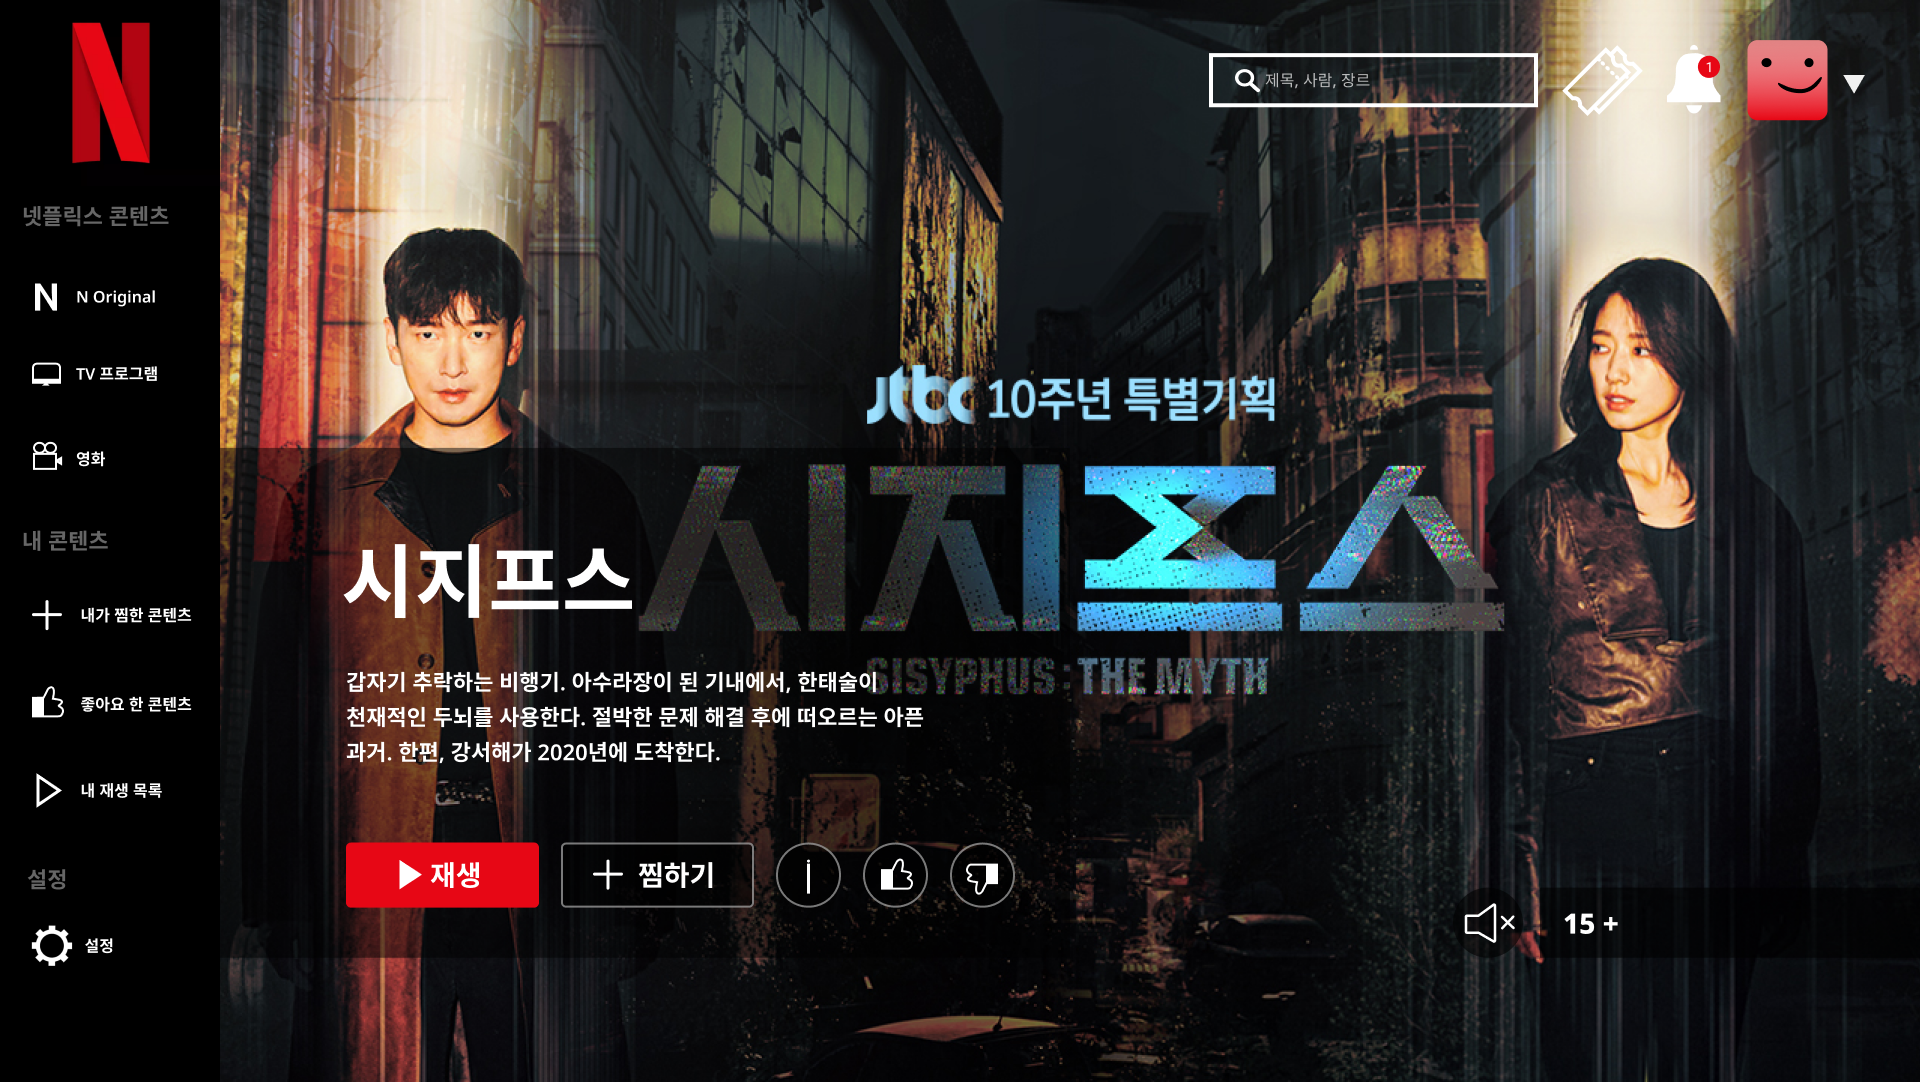 N
넷플릭스 콘텐츠
N Original
TV 프로그램
영화
내 콘텐츠
내가 찜한 콘텐츠
좋아요 한 콘텐츠
내 재생 목록
설정
설정
제목, 사람, 장르
1
Jtbc 10주년 특별기획
시지프스
SISYPHUS : THE MYTH
시지프스
갑자기 추락하는 비행기. 아수라장이 된 기내에서, 한태술이
천재적인 두뇌를 사용한다. 절박한 문제 해결 후에 떠오르는 아픈
과거. 한편, 강서해가 2020년에 도착한다.
재생
찜하기
15 +